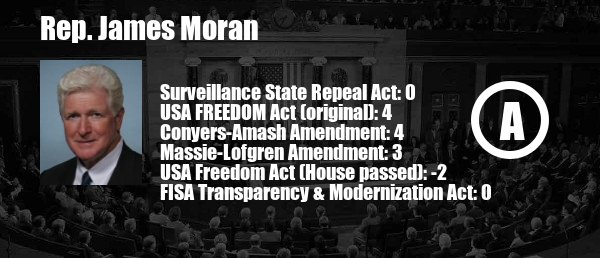 Rep. James Moran
Surveillance State Repeal Act: 0
USA FREEDOM Act (original): 4
Conyers-Amash Amendment: 4
Massie-Lofgren Amendment: 3
USA Freedom Act (House passed): -2
FISA Transparency & Modernization Act: 0
A